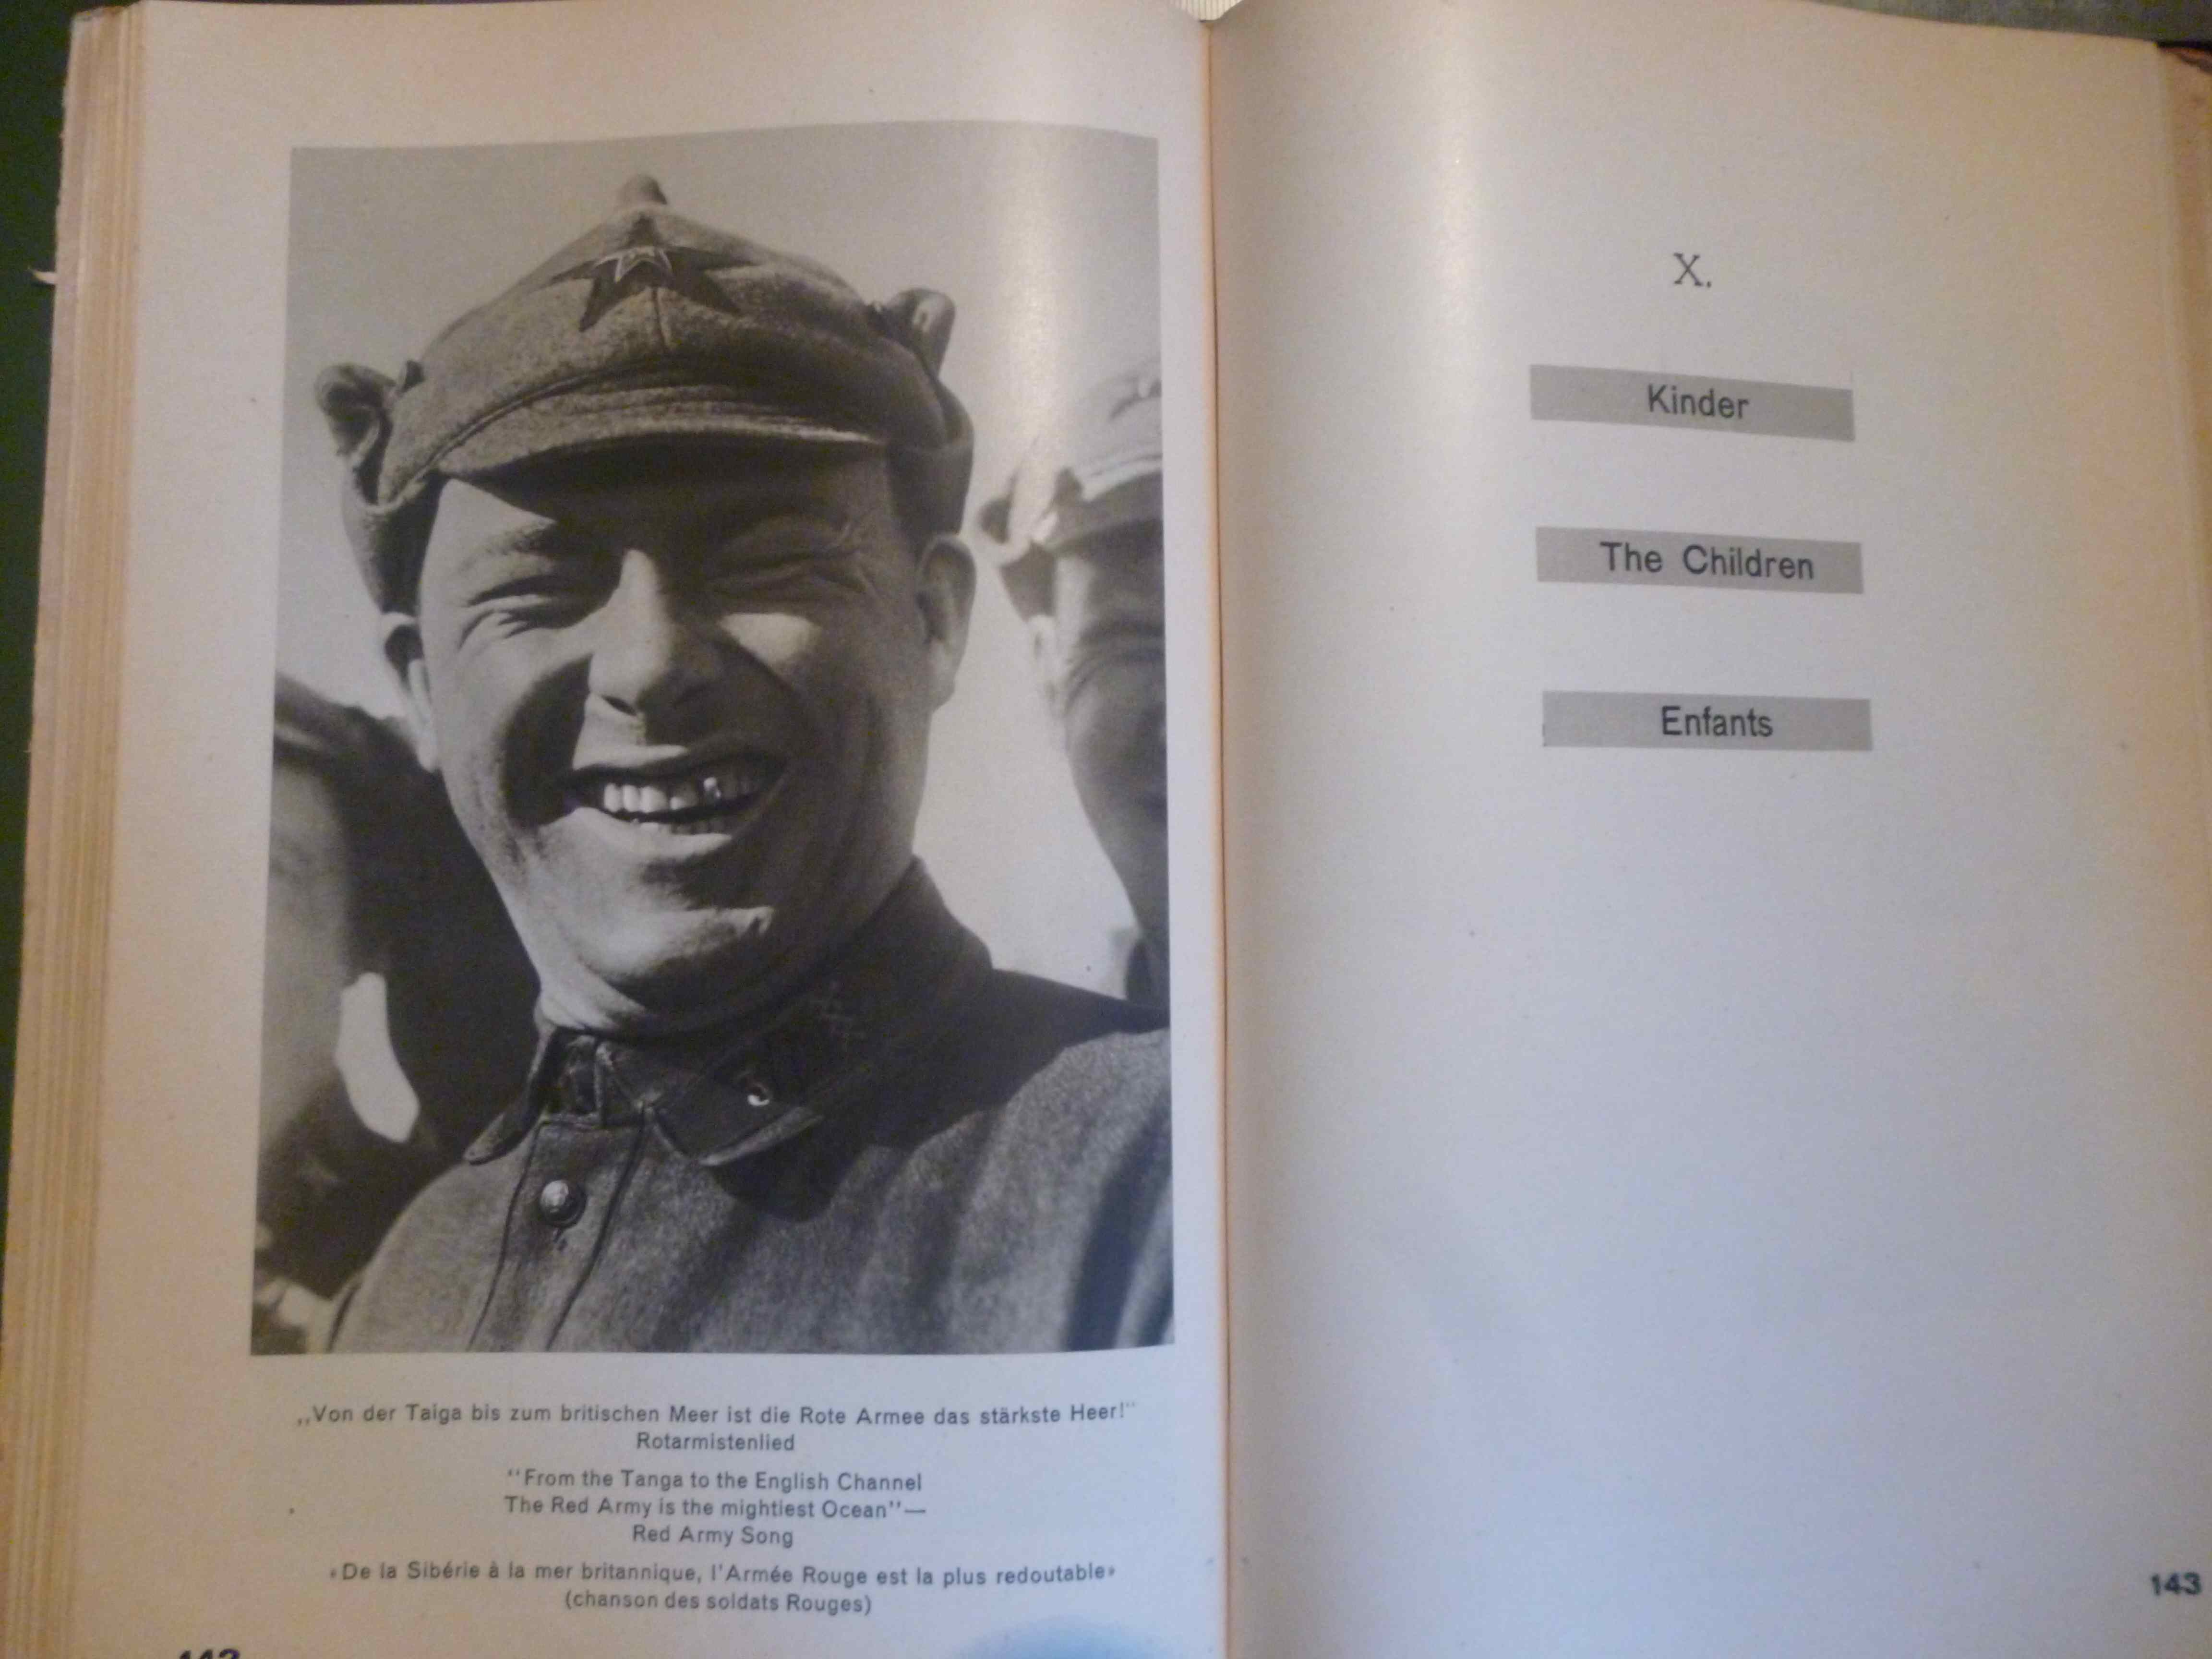 „Von der Taiga bis zum britischen Meer ist die Rote Armee das stärkste Heer!"
Rotarmistenlied
"From the Tanga to the English Channel
The Red Army is the mightiest Ocean"—
Red Army Song
«De la Sibérie à la mer britannique, l'Armée Rouge est la plus redoutable»
(chanson des soldats Rouges)
142
X.
Kinder
The Children
Enfants
143